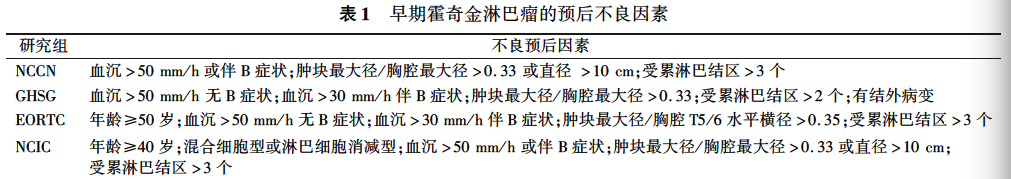 表 1 早期霍奇金淋巴瘤的预后不良因素
研究组 不良预后因素
NCCN 血沉 >50 mm/h 或伴 B 症状;肿块最大径/胸腔最大径 >0.33 或直径 >10 cm;受累淋巴结区 >3 个
GHSG 血沉 >50 mm/h 无 B 症状;血沉 >30 mm/h 伴 B 症状;肿块最大径/胸腔最大径 >0.33;受累淋巴结区 >2 个;有结外病变
EORTC 年龄≥50 岁;血沉 >50 mm/h 无 B 症状;血沉 >30 mm/h 伴 B 症状;肿块最大径/胸腔 T5/6 水平横径 >0.35;受累淋巴结区 >3 个
NCIC 年龄≥40 岁;混合细胞型或淋巴细胞消减型;血沉 >50 mm/h 或伴 B 症状;肿块最大径/胸腔最大径 >0.33 或直径 >10 cm;
受累淋巴结区 >3 个